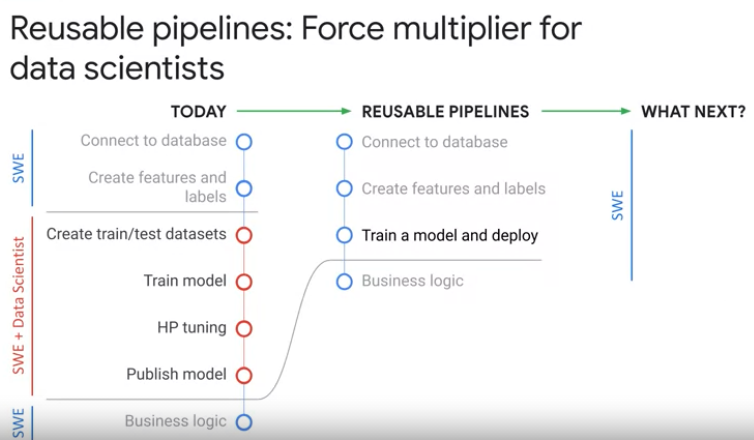 Reusable pipelines: Force multiplier for
data scientists
TODAY
REUSABLE PIPELINES
WHAT NEXT?
SWE
Connect to database
Create features and
labels
SWE + Data Scientist
Create train/test datasets
Train model
HP tuning
Publish model
SWE
Business logic
Connect to database
Create features and labels
Train a model and deploy
Business logic
SWE